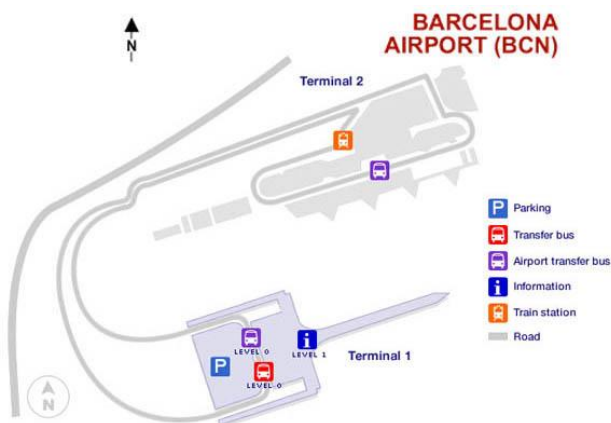 BARCELONA
AIRPORT (BCN)
N
Terminal 2
P Parking
Transfer bus
Airport transfer bus
i Information
Train station
Road
LEVEL 0
i
LEVEL 1
Terminal 1
P
LEVEL 0
N